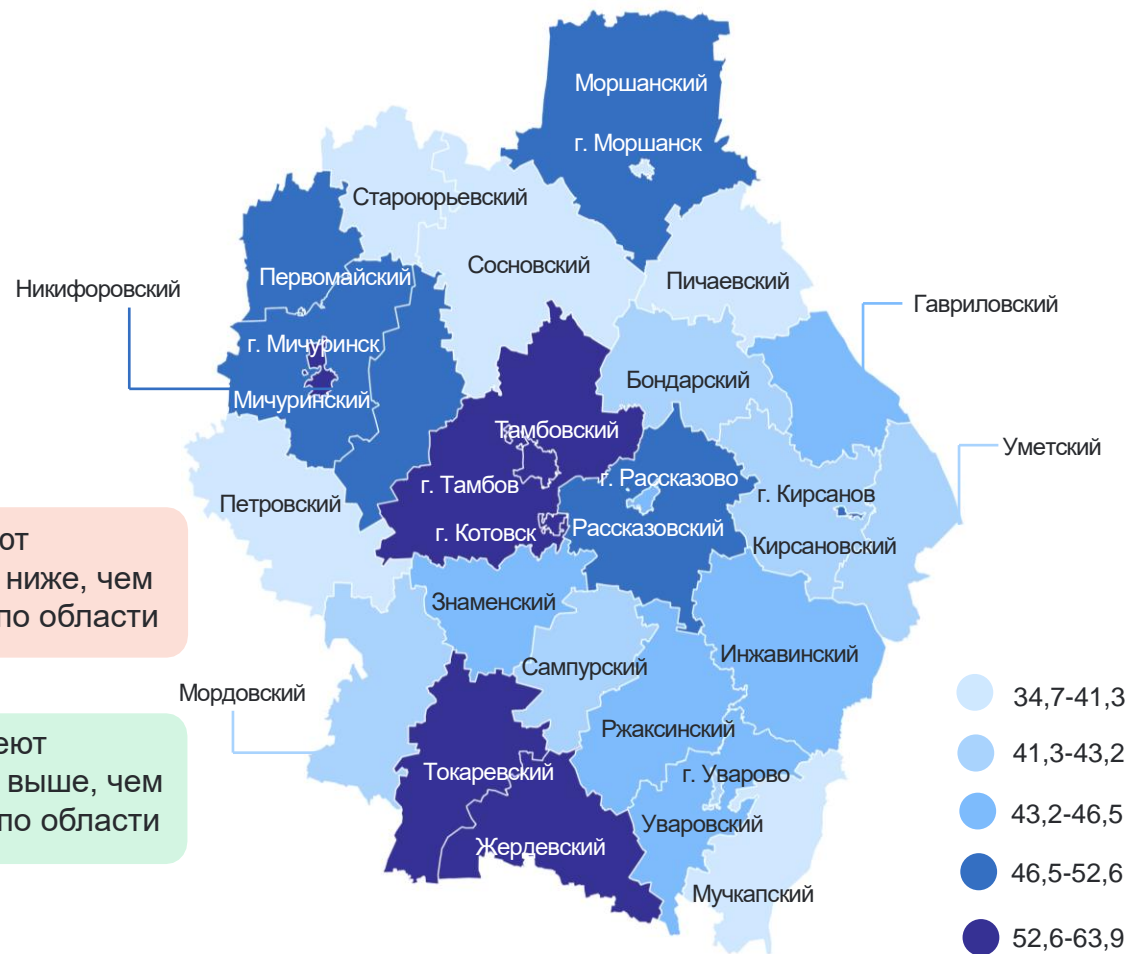 Моршанский
г. Моршанск
Староюрьевский
Сосновский
Пичаевский
Первомайский
Никифоровский
Гавриловский
г. Мичуринск
Бондарский
Мичуринский
Тамбовский
Уметский
г. Рассказово
г. Тамбов
г. Кирсанов
Петровский
г. Котовск
Рассказовский
Кирсановский
ют
ниже, чем
по области
Знаменский
Сампурский
Инжавинский
Мордовский
34,7-41,3
еют
выше, чем
по области
Ржаксинский
41,3-43,2
Токаревский
г. Уварово
43,2-46,5
Уваровский
Жердевский
46,5-52,6
Мучкапский
52,6-63,9